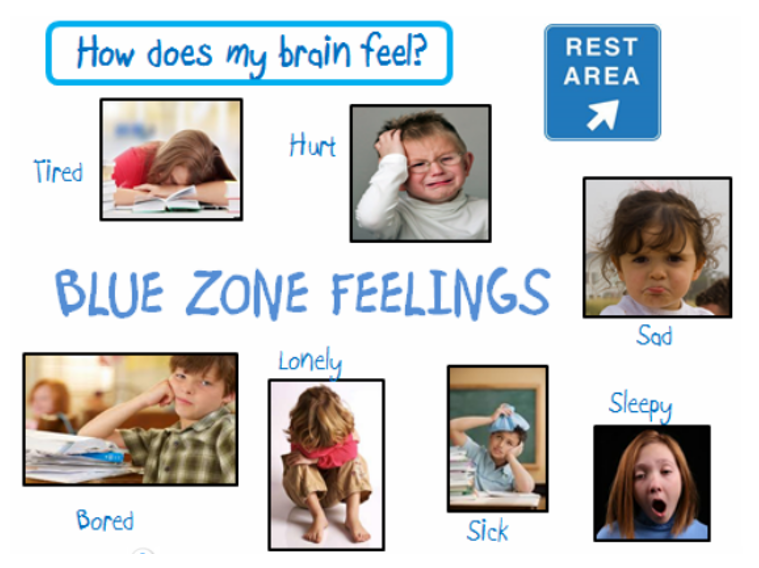 How does my brain feel?
REST
AREA
Tired
Hurt
BLUE ZONE FEELINGS
Sad
Lonely
Sleepy
Bored
Sick